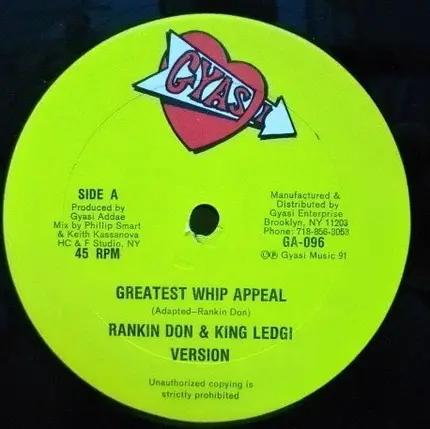 GYASI
SIDE A
Produced by
Gyasi Addae
Mix by Phillip Smart
& Keith Kassanova
HC & F Studio, NY
45 RPM
Manufactured &
Distributed by
Gyasi Enterprise
Brooklyn, NY 11203
Phone: 718-856-3053
GA-096
©℗ Gyasi Music 91
GREATEST WHIP APPEAL
(Adapted-Rankin Don)
RANKIN DON & KING LEDGI
VERSION
Unauthorized copying is
strictly prohibited